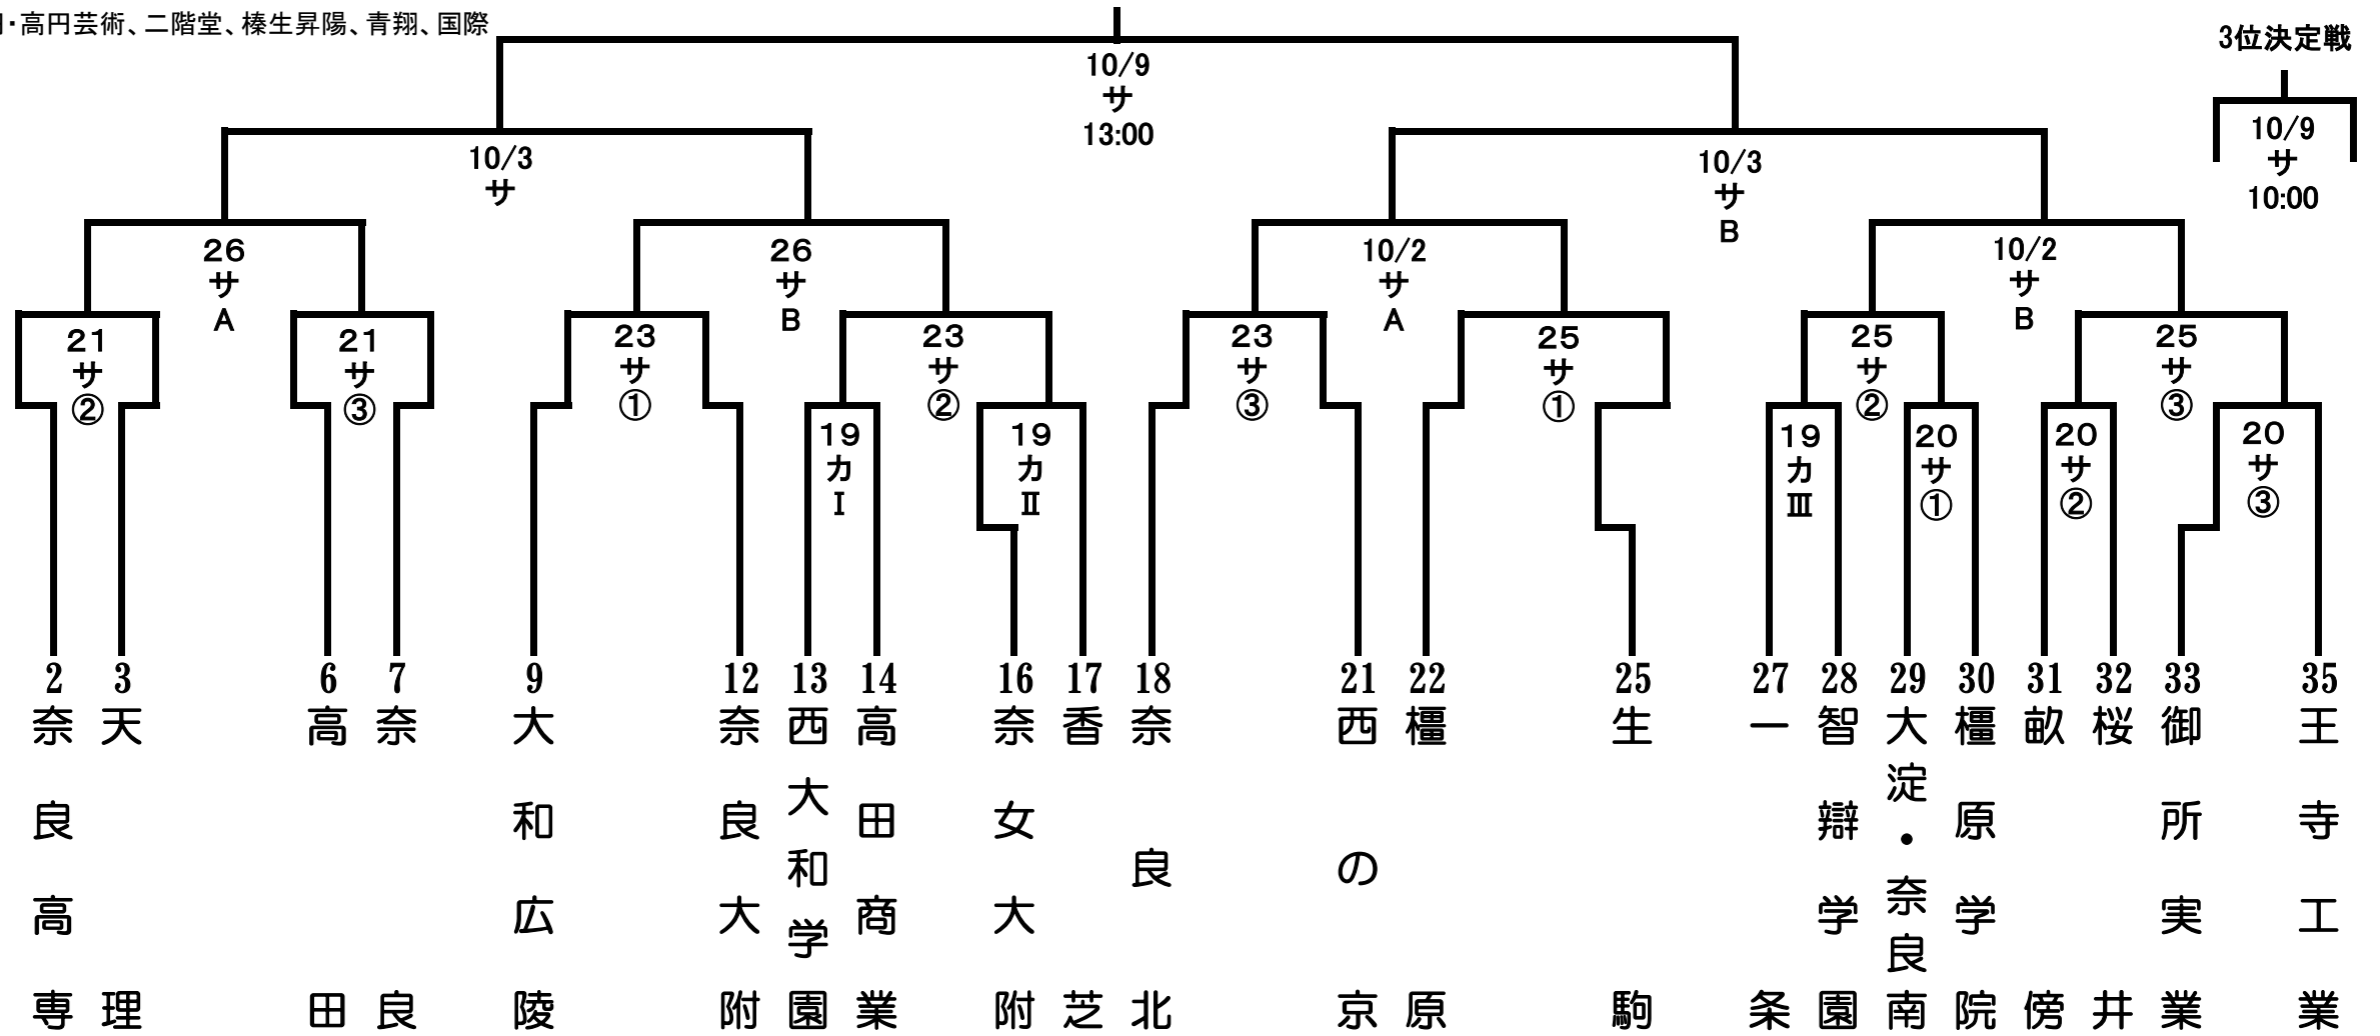 ・高円芸術、二階堂、榛生昇陽、青翔、国際
3位決定戦
10/9
サ
13:00
10/9
サ
10:00
10/3
サ
10/3
サ
B
26
サ
A
26
サ
B
10/2
サ
A
10/2
サ
B
21
サ
②
21
サ
③
23
サ
①
23
サ
②
23
サ
③
25
サ
①
25
サ
②
25
サ
③
19
カ
Ⅰ
19
カ
Ⅱ
19
カ
Ⅲ
20
サ
①
20
サ
②
20
サ
③
2 奈良高専
3 天理
6 高田
7 奈良
9 大和広陵
12 奈良大附
13 西大和学園
14 高田商業
16 奈女大附
17 香芝
18 奈良北
21 西の京
22 橿原
25 生駒
27 一条
28 智辯学園
29 大淀・奈良南
30 橿原学院
31 畝傍
32 桜井
33 御所実業
35 王寺工業